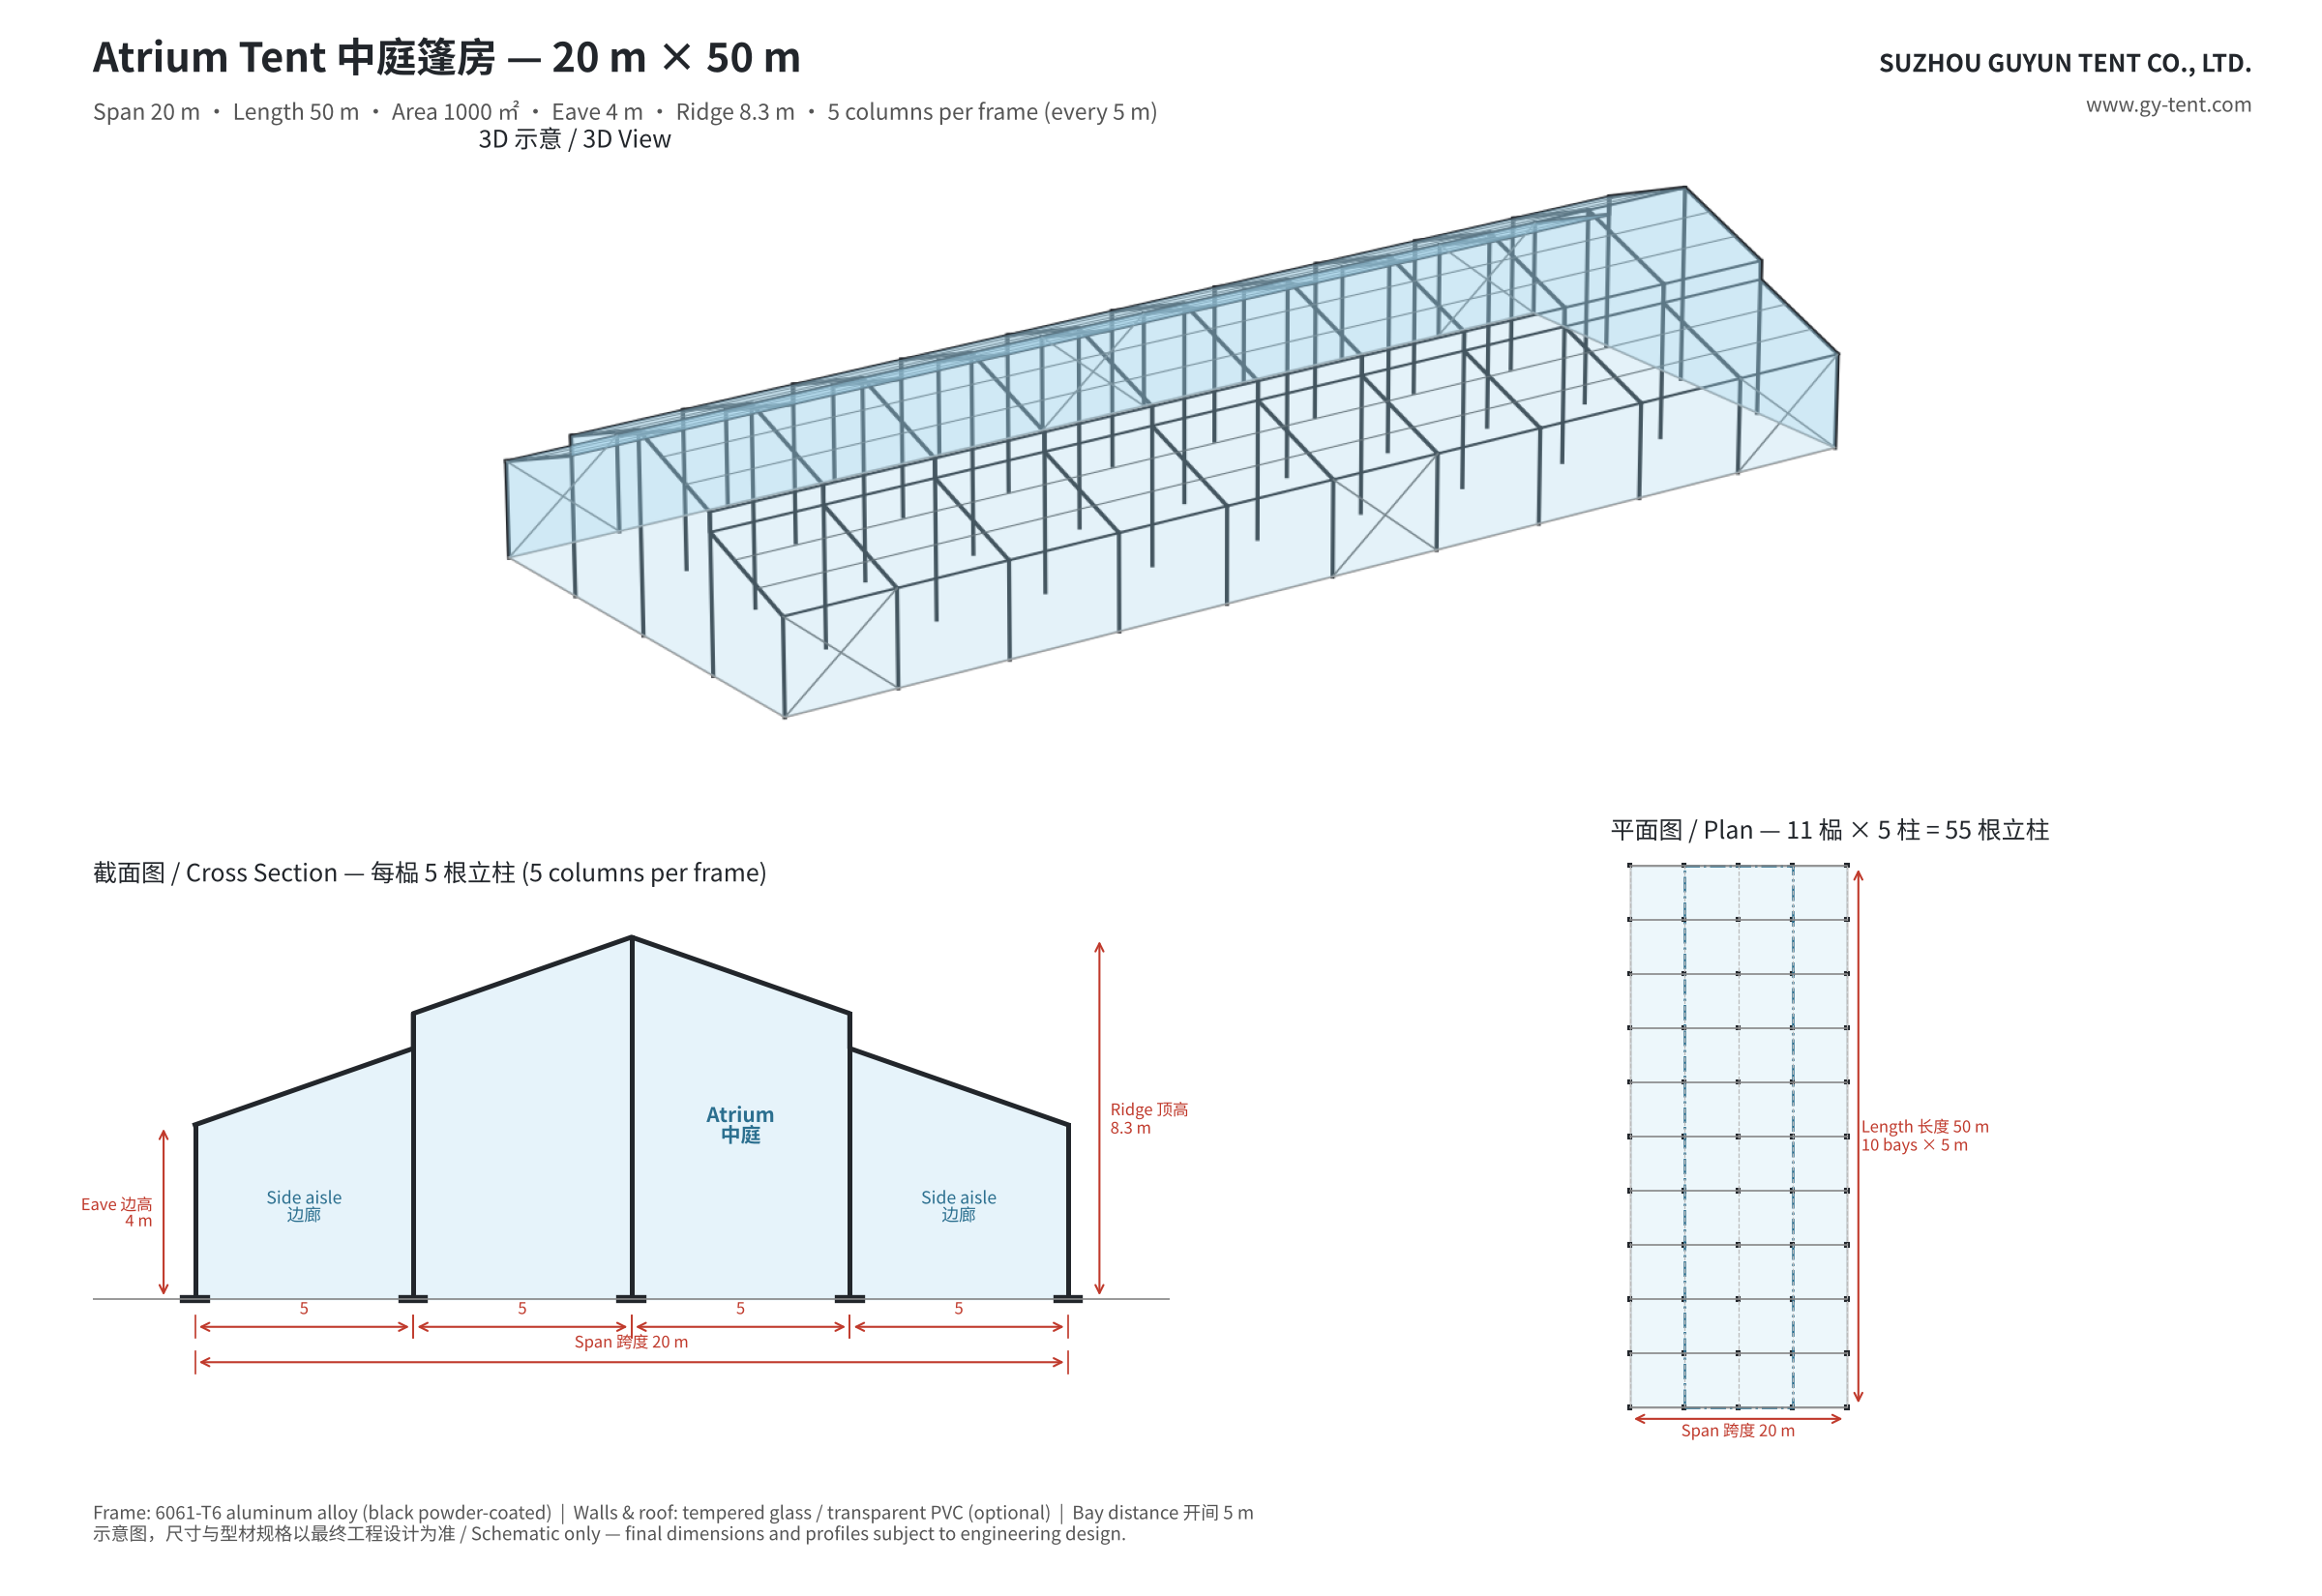 Atrium Tent 中庭篷房 — 20 m × 50 m
SUZHOU GUYUN TENT CO., LTD.
Span 20 m • Length 50 m • Area 1000 ㎡ • Eave 4 m • Ridge 8.3 m • 5 columns per frame (every 5 m)
www.gy-tent.com
3D 示意 / 3D View
平面图 / Plan — 11 榀 × 5 柱 = 55 根立柱
截面图 / Cross Section — 每榀 5 根立柱 (5 columns per frame)
Ridge 顶高
8.3 m
Atrium
中庭
Eave 边高
4 m
Side aisle
边廊
Side aisle
边廊
5
5
5
5
Span 跨度 20 m
Length 长度 50 m
10 bays × 5 m
Span 跨度 20 m
Frame: 6061-T6 aluminum alloy (black powder-coated) | Walls & roof: tempered glass / transparent PVC (optional) | Bay distance 开间 5 m
示意图，尺寸与型材规格以最终工程设计为准 / Schematic only — final dimensions and profiles subject to engineering design.